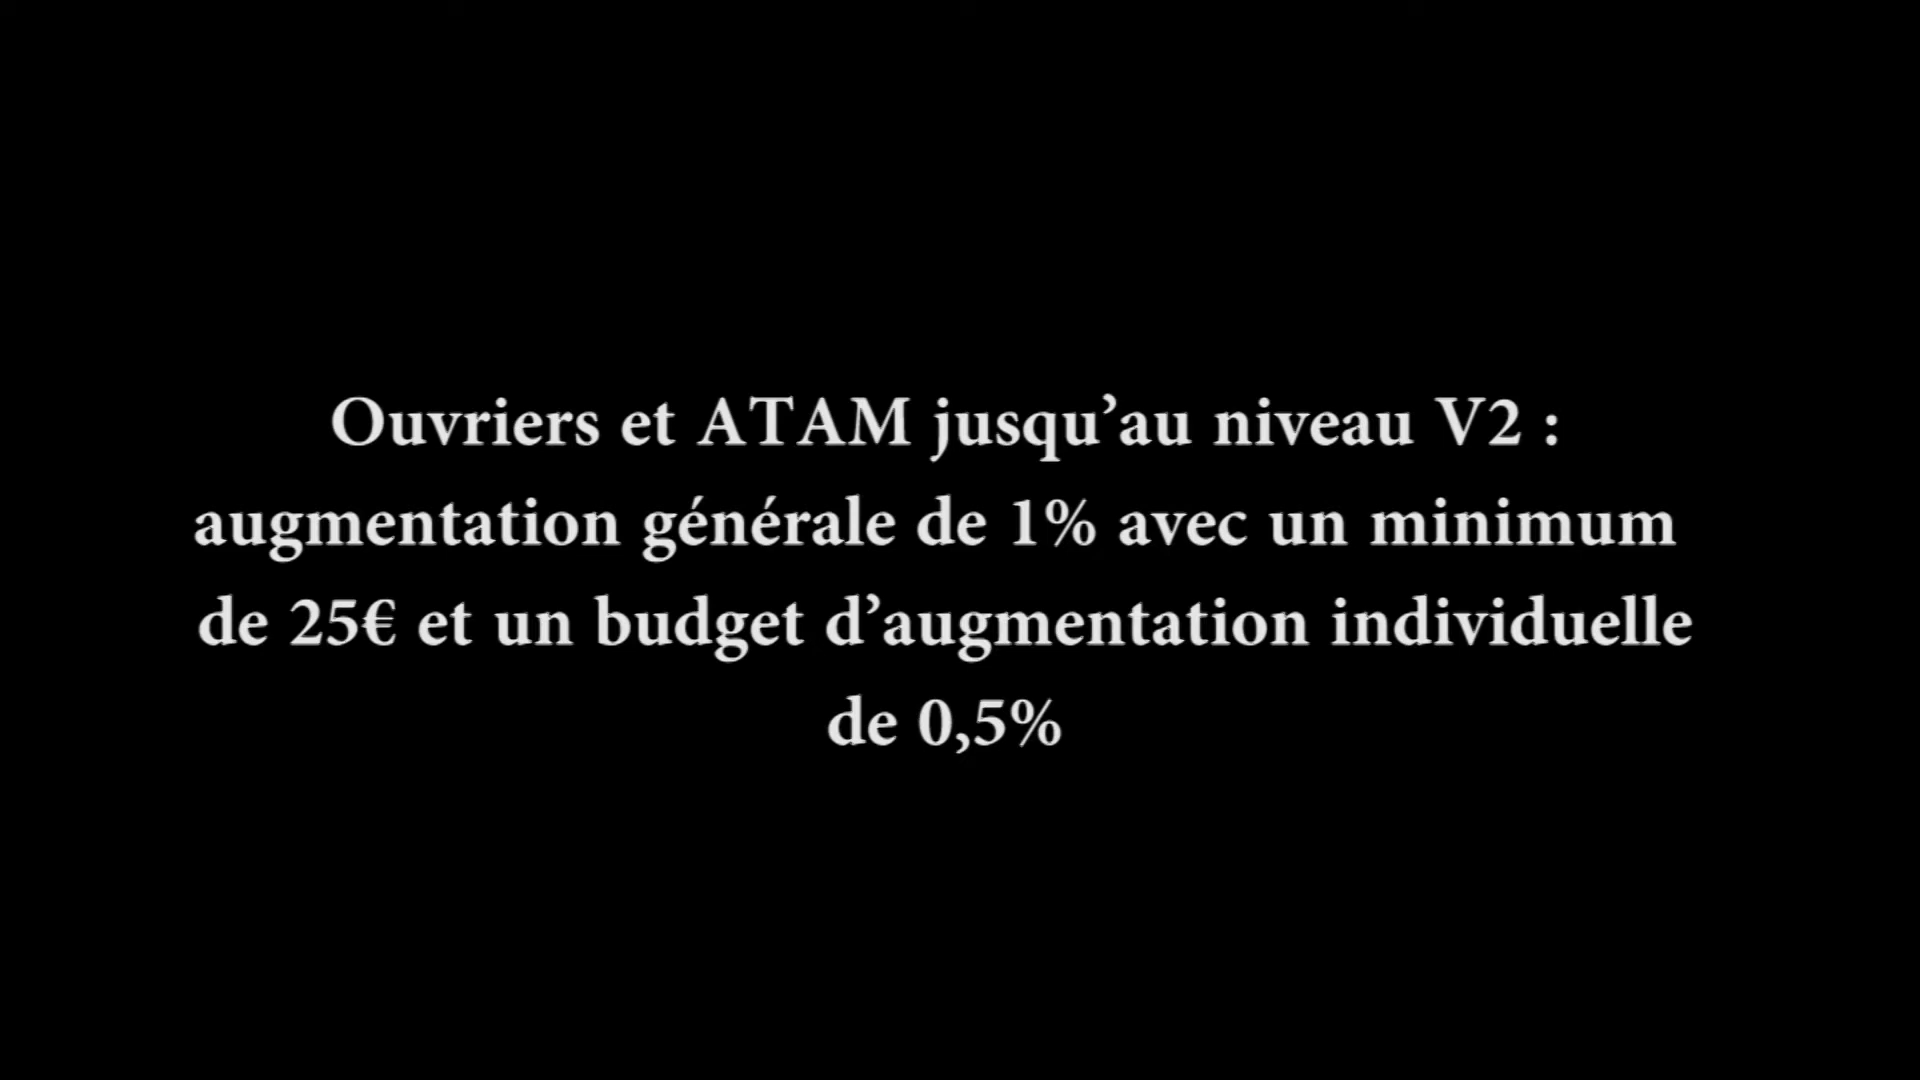 Ouvriers et ATAM jusqu’au niveau V2 :
augmentation générale de 1% avec un minimum
de 25€ et un budget d’augmentation individuelle
de 0,5%